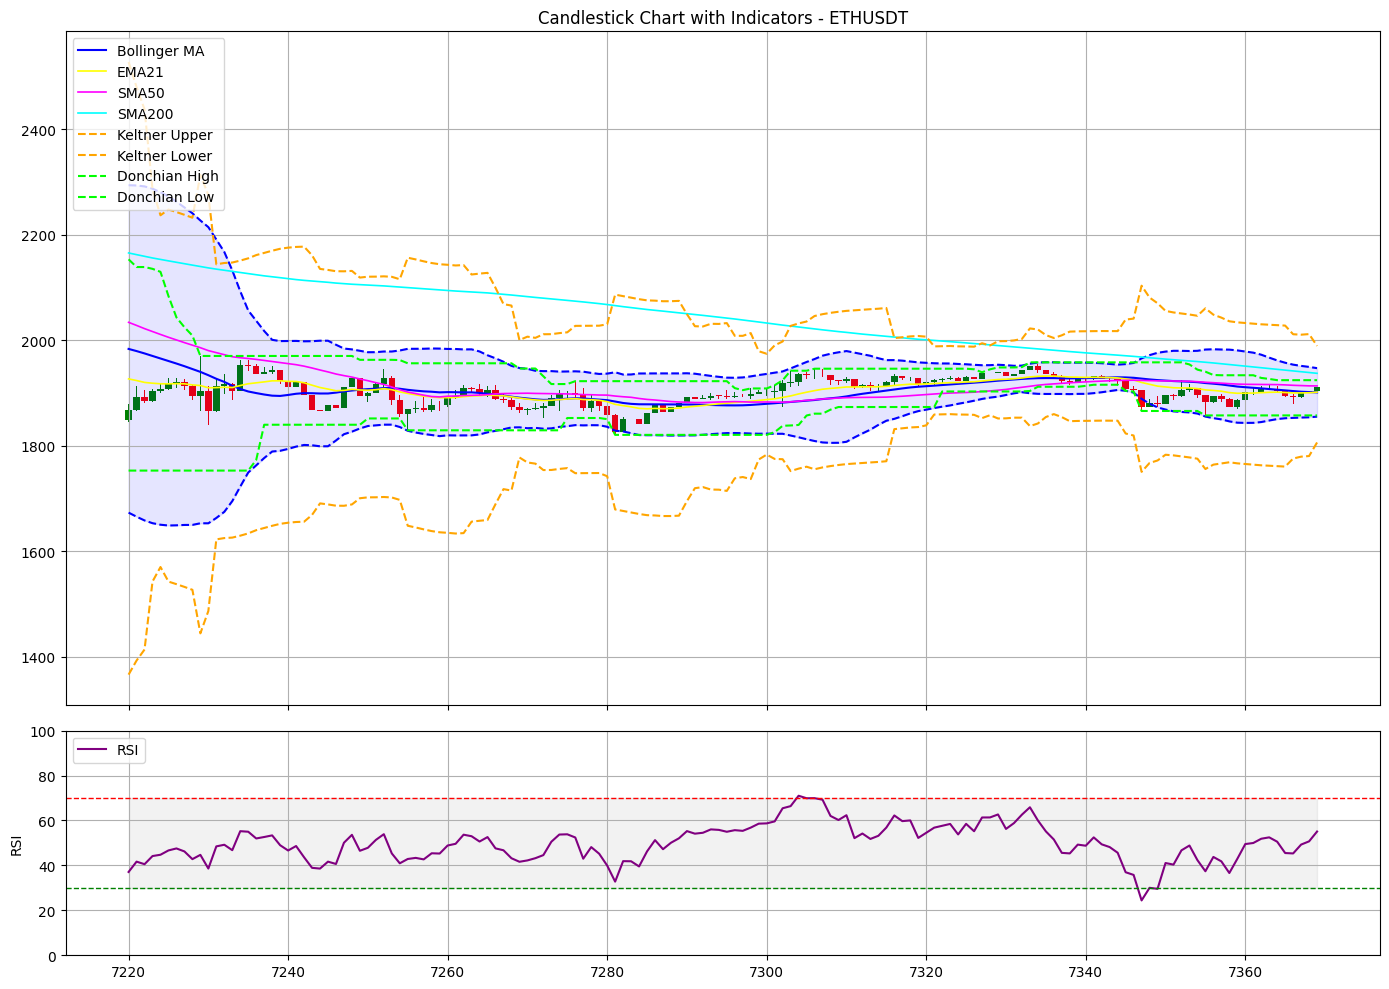 Candlestick Chart with Indicators - ETHUSDT
Bollinger MA
EMA21
SMA50
SMA200
Keltner Upper
Keltner Lower
Donchian High
Donchian Low
2400
2200
2000
1800
1600
1400
RSI
100
80
60
40
20
0
RSI
7220
7240
7260
7280
7300
7320
7340
7360